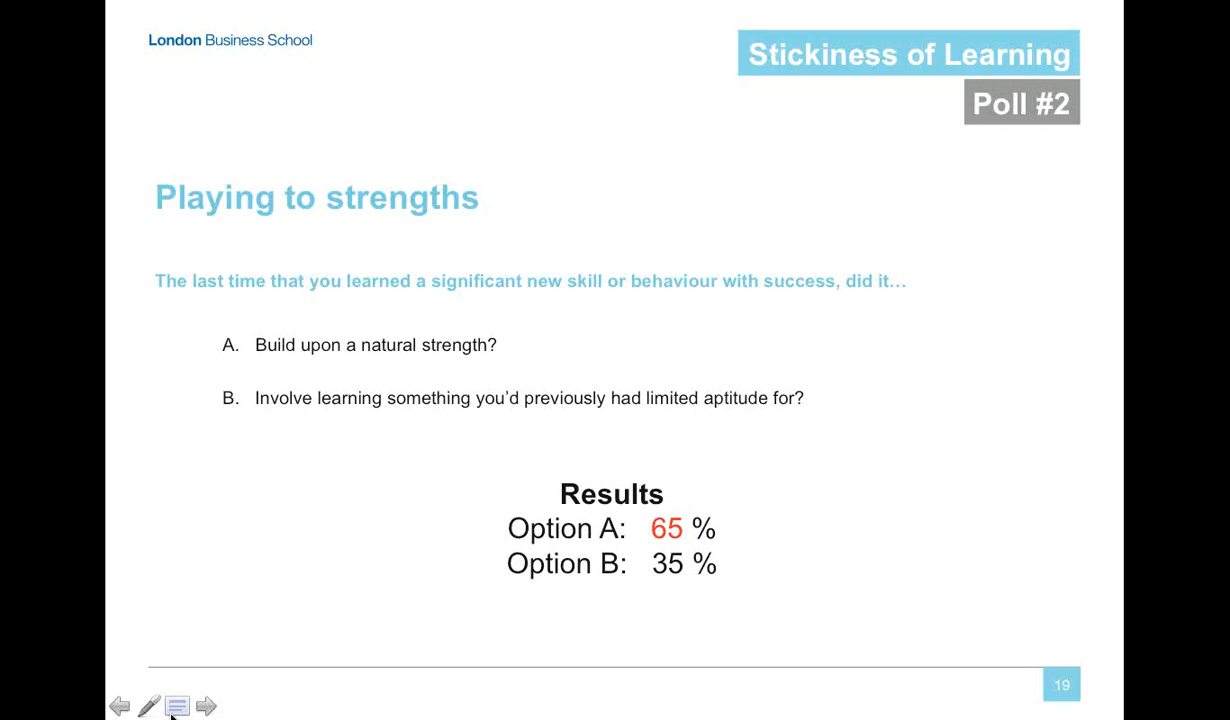 London Business School
Stickiness of Learning
Poll #2
Playing to strengths
The last time that you learned a significant new skill or behaviour with success, did it…
A. Build upon a natural strength?
B. Involve learning something you’d previously had limited aptitude for?
Results
Option A: 65 %
Option B: 35 %
19